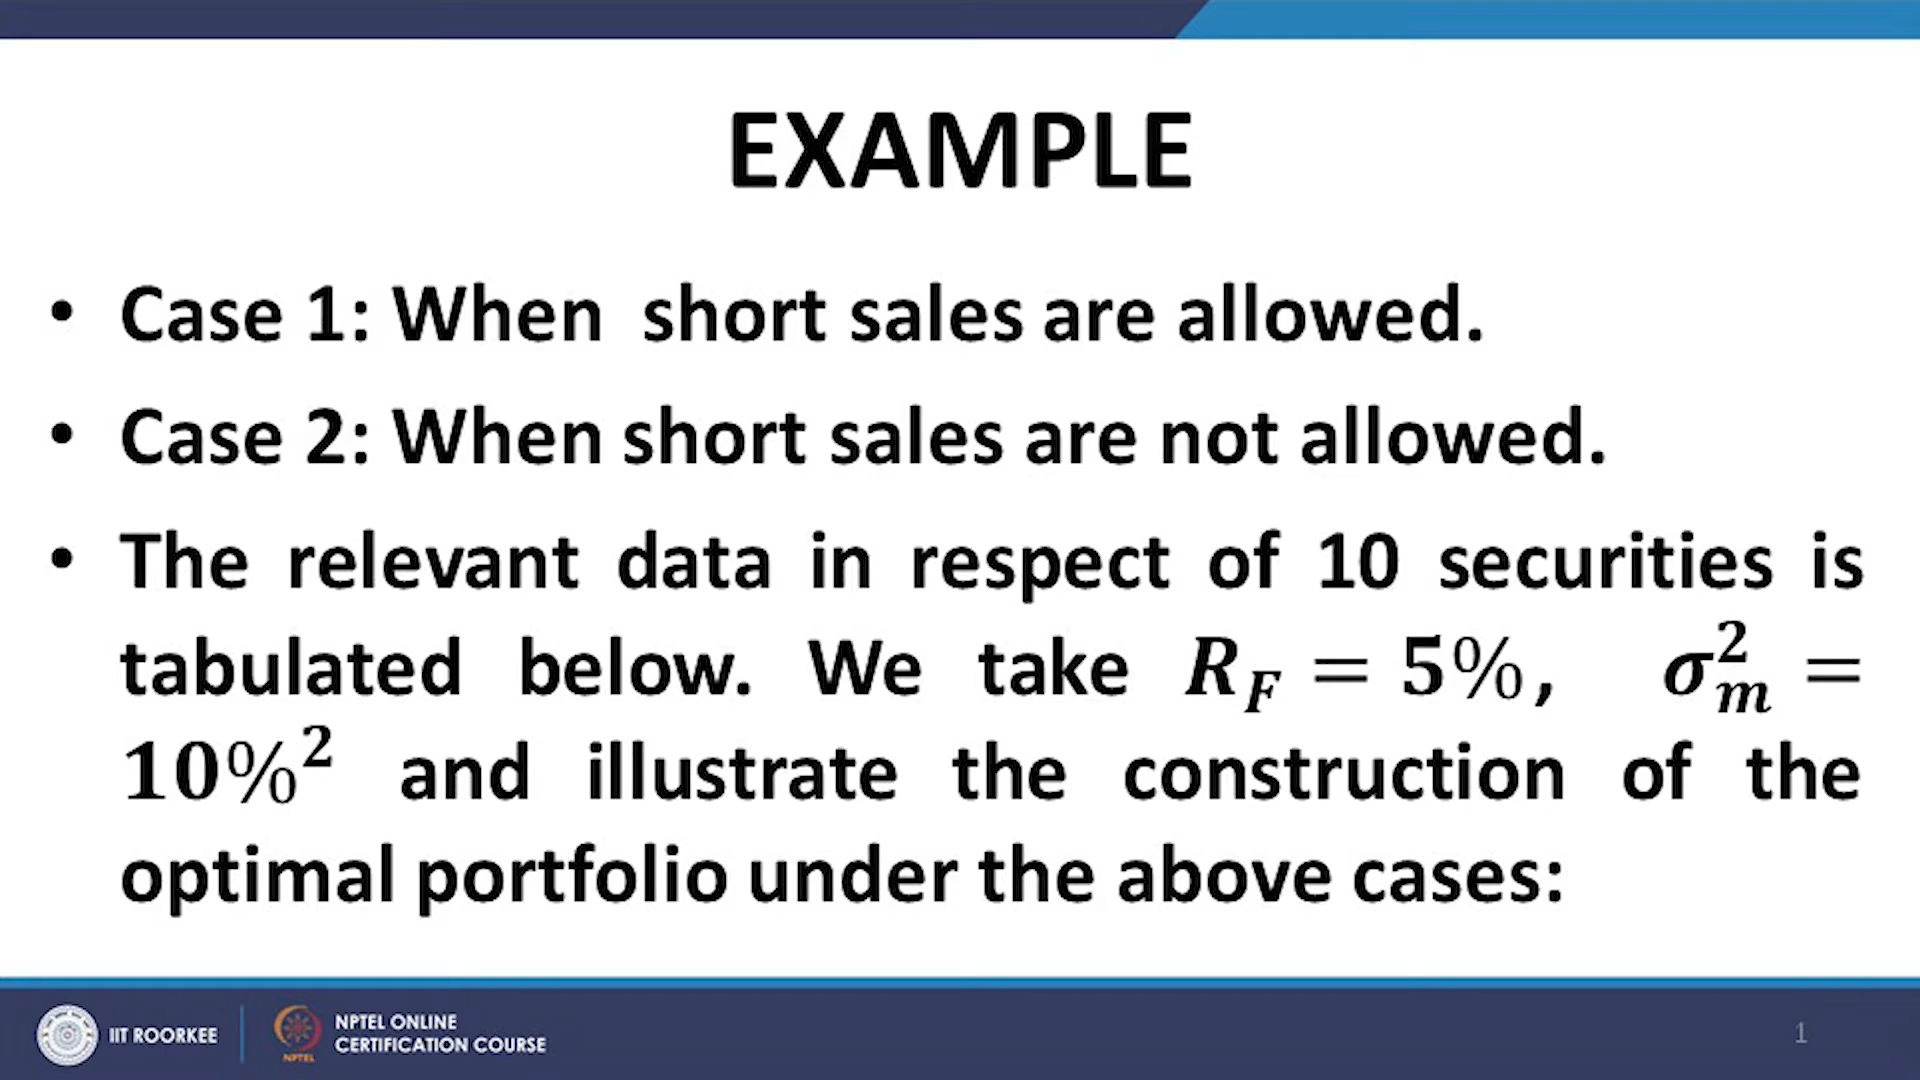 EXAMPLE
• Case 1: When short sales are allowed.
• Case 2: When short sales are not allowed.
• The relevant data in respect of 10 securities is
tabulated below. We take R_F = 5%, σ_m^2 =
10%^2 and illustrate the construction of the
optimal portfolio under the above cases:
IIT ROORKEE
NPTEL
NPTEL ONLINE
CERTIFICATION COURSE
1